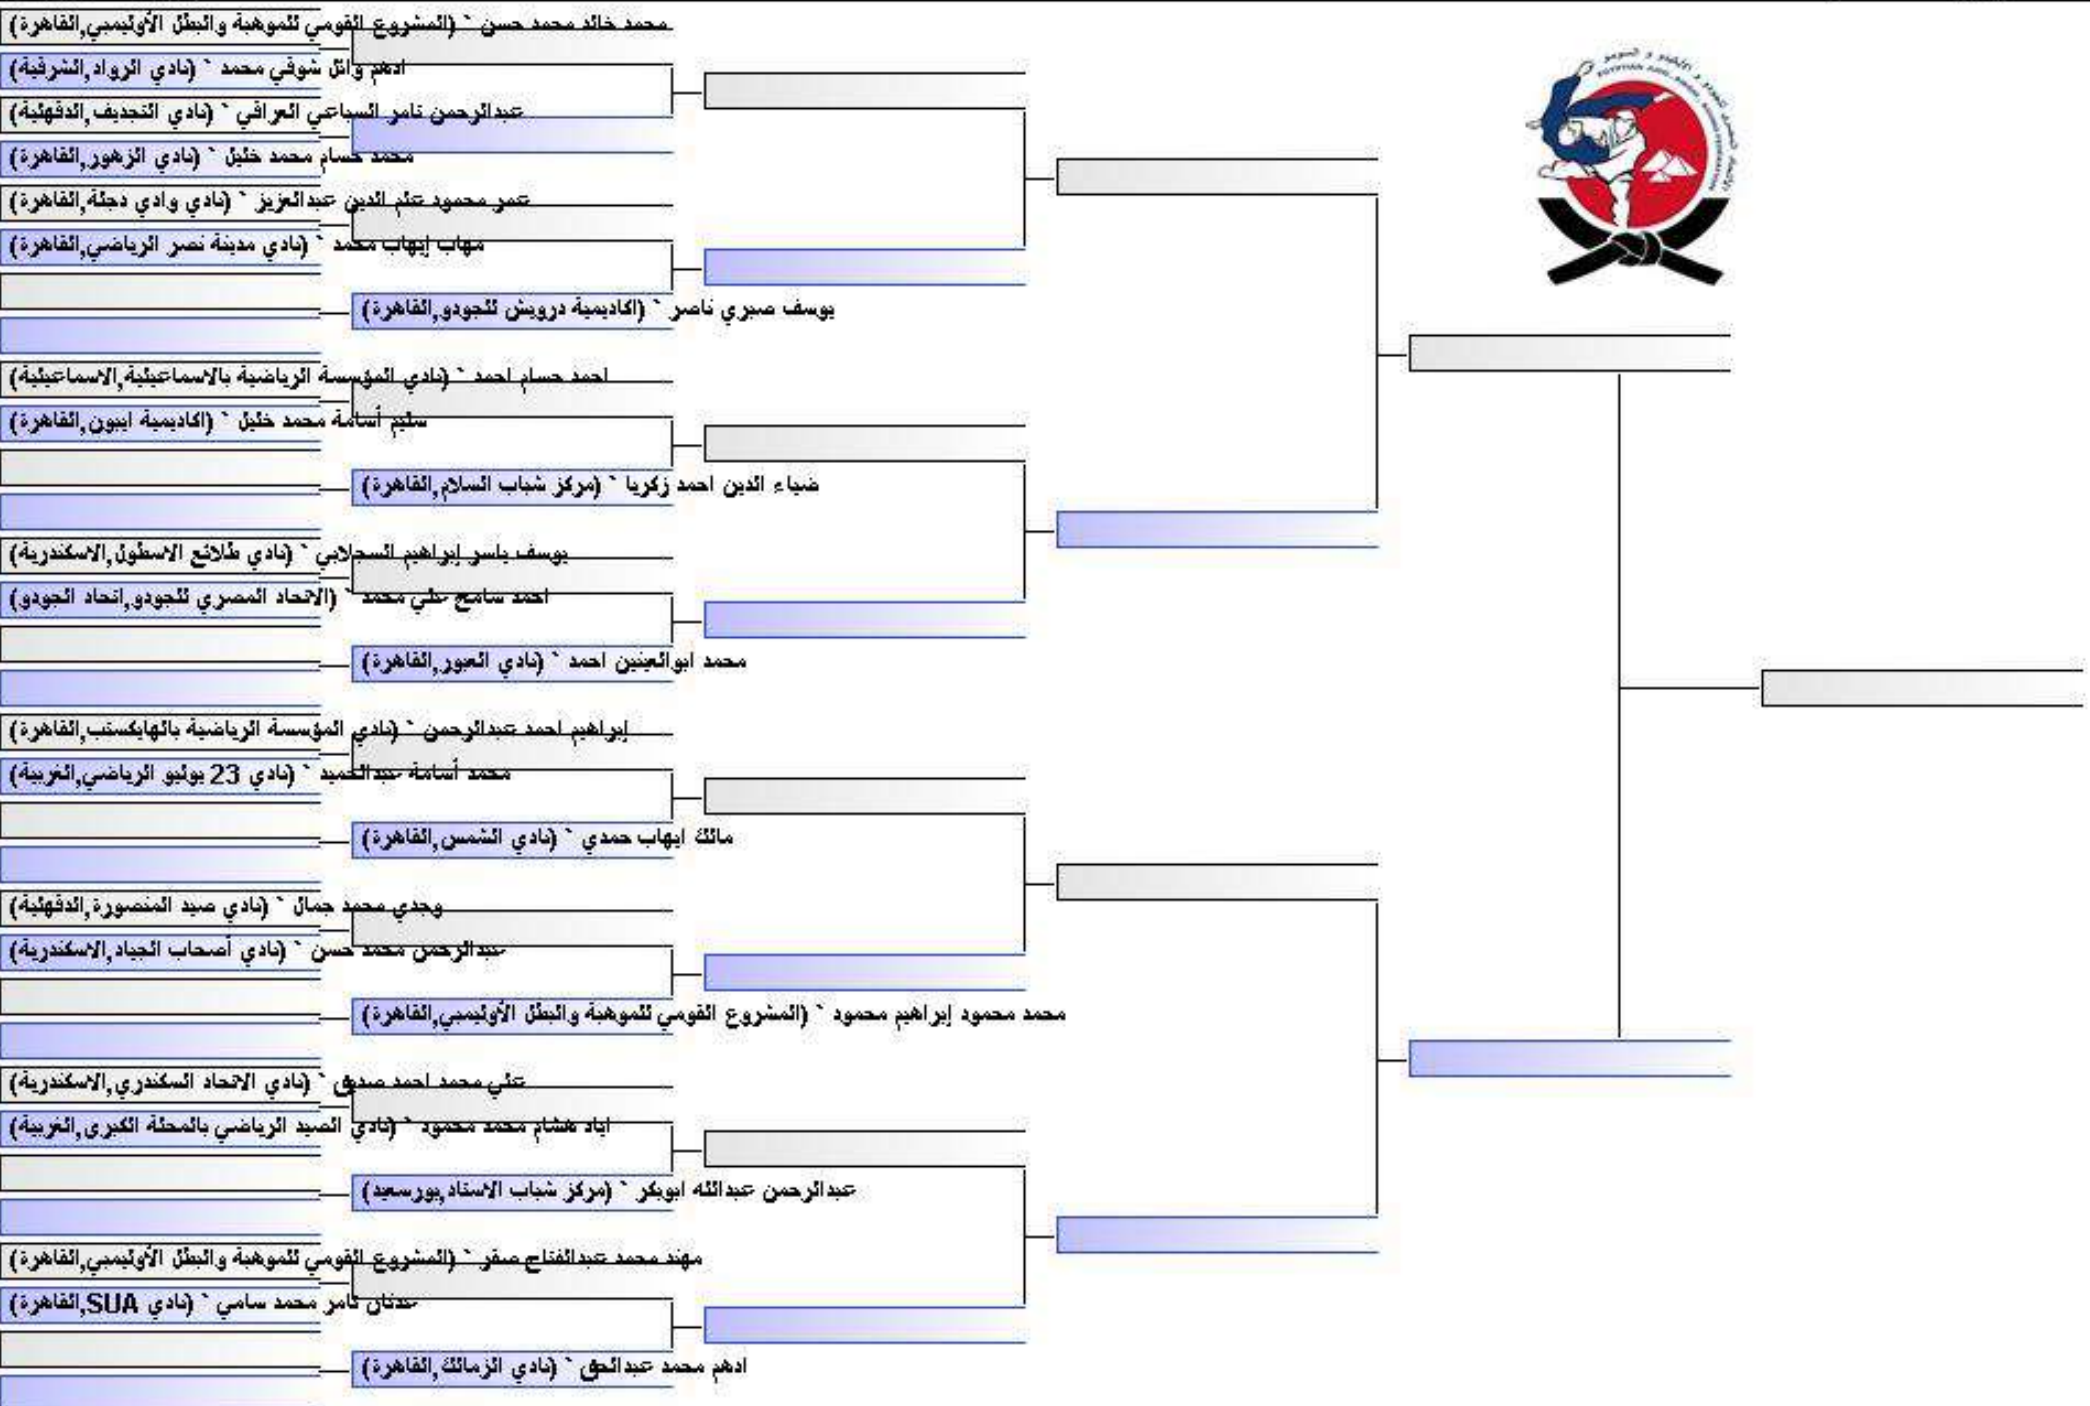 محمد خالد محمد حسن ` (المشروع القومي للموهبة والبطل الأوليمبي,القاهرة)
ادهم وائل شوقي محمد ` (نادي الرواد,الشرقية)
عبدالرحمن تامر السباعي العراقي ` (نادي التجديف,الدقهلية)
محمد حسام محمد خليل ` (نادي الزهور,القاهرة)
عمر محمود علم الدين عبدالعزيز ` (نادي وادي دجلة,القاهرة)
مهاب إيهاب محمد ` (نادي مدينة نصر الرياضي,القاهرة)
يوسف صبري ناصر ` (اكاديمية درويش للجودو,القاهرة)
احمد حسام احمد ` (نادي المؤسسة الرياضية بالاسماعيلية,الاسماعيلية)
سليم أسامة محمد خليل ` (اكاديمية ايبون,القاهرة)
ضياء الدين احمد زكريا ` (مركز شباب السلام,القاهرة)
يوسف ياسر إبراهيم السجلابي ` (نادي طلائع الاسطول,الاسكندرية)
احمد سامح علي محمد ` (الاتحاد المصري للجودو,اتحاد الجودو)
محمد ابوالعينين احمد ` (نادي العبور,القاهرة)
إبراهيم احمد عبدالرحمن ` (نادي المؤسسة الرياضية بالهايكستب,القاهرة)
محمد أسامة عبدالحميد ` (نادي 23 يوليو الرياضي,الغربية)
مالك ايهاب حمدي ` (نادي الشمس,القاهرة)
وجدي محمد جمال ` (نادي صيد المنصورة,الدقهلية)
عبدالرحمن محمد حسن ` (نادي أصحاب الجياد,الاسكندرية)
محمد محمود إبراهيم محمود ` (المشروع القومي للموهبة والبطل الأوليمبي,القاهرة)
علي محمد احمد صديق ` (نادي الاتحاد السكندري,الاسكندرية)
اياد هشام محمد محمود ` (نادي الصيد الرياضي بالمحلة الكبرى,الغربية)
عبدالرحمن عبدالله ابوبكر ` (مركز شباب الاستاد,بورسعيد)
مهند محمد عبدالفتاح صقر ` (المشروع القومي للموهبة والبطل الأوليمبي,القاهرة)
عدنان تامر محمد سامي ` (نادي SUA,القاهرة)
ادهم محمد عبدالحق ` (نادي الزمالك,القاهرة)